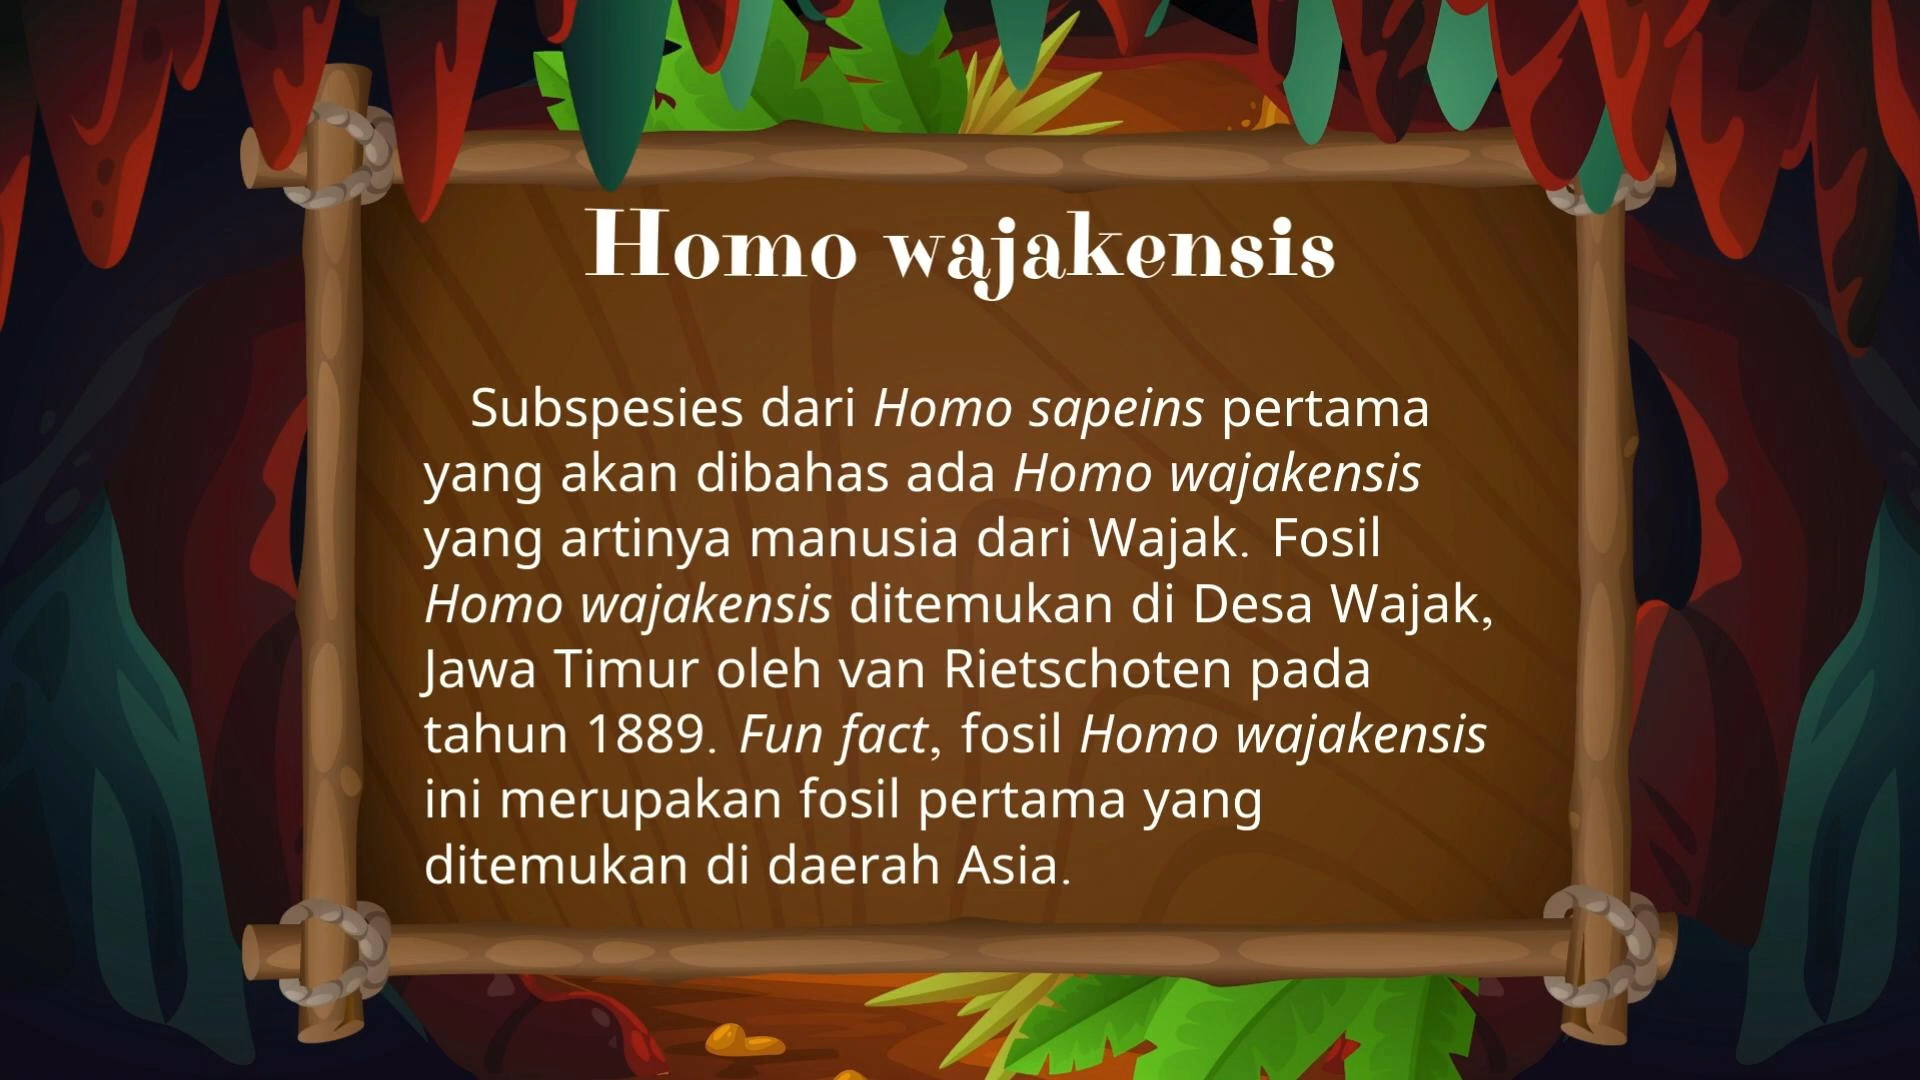 Homo wajakensis
Subspesies dari Homo sapeins pertama
yang akan dibahas ada Homo wajakensis
yang artinya manusia dari Wajak. Fosil
Homo wajakensis ditemukan di Desa Wajak,
Jawa Timur oleh van Rietschoten pada
tahun 1889. Fun fact, fosil Homo wajakensis
ini merupakan fosil pertama yang
ditemukan di daerah Asia.